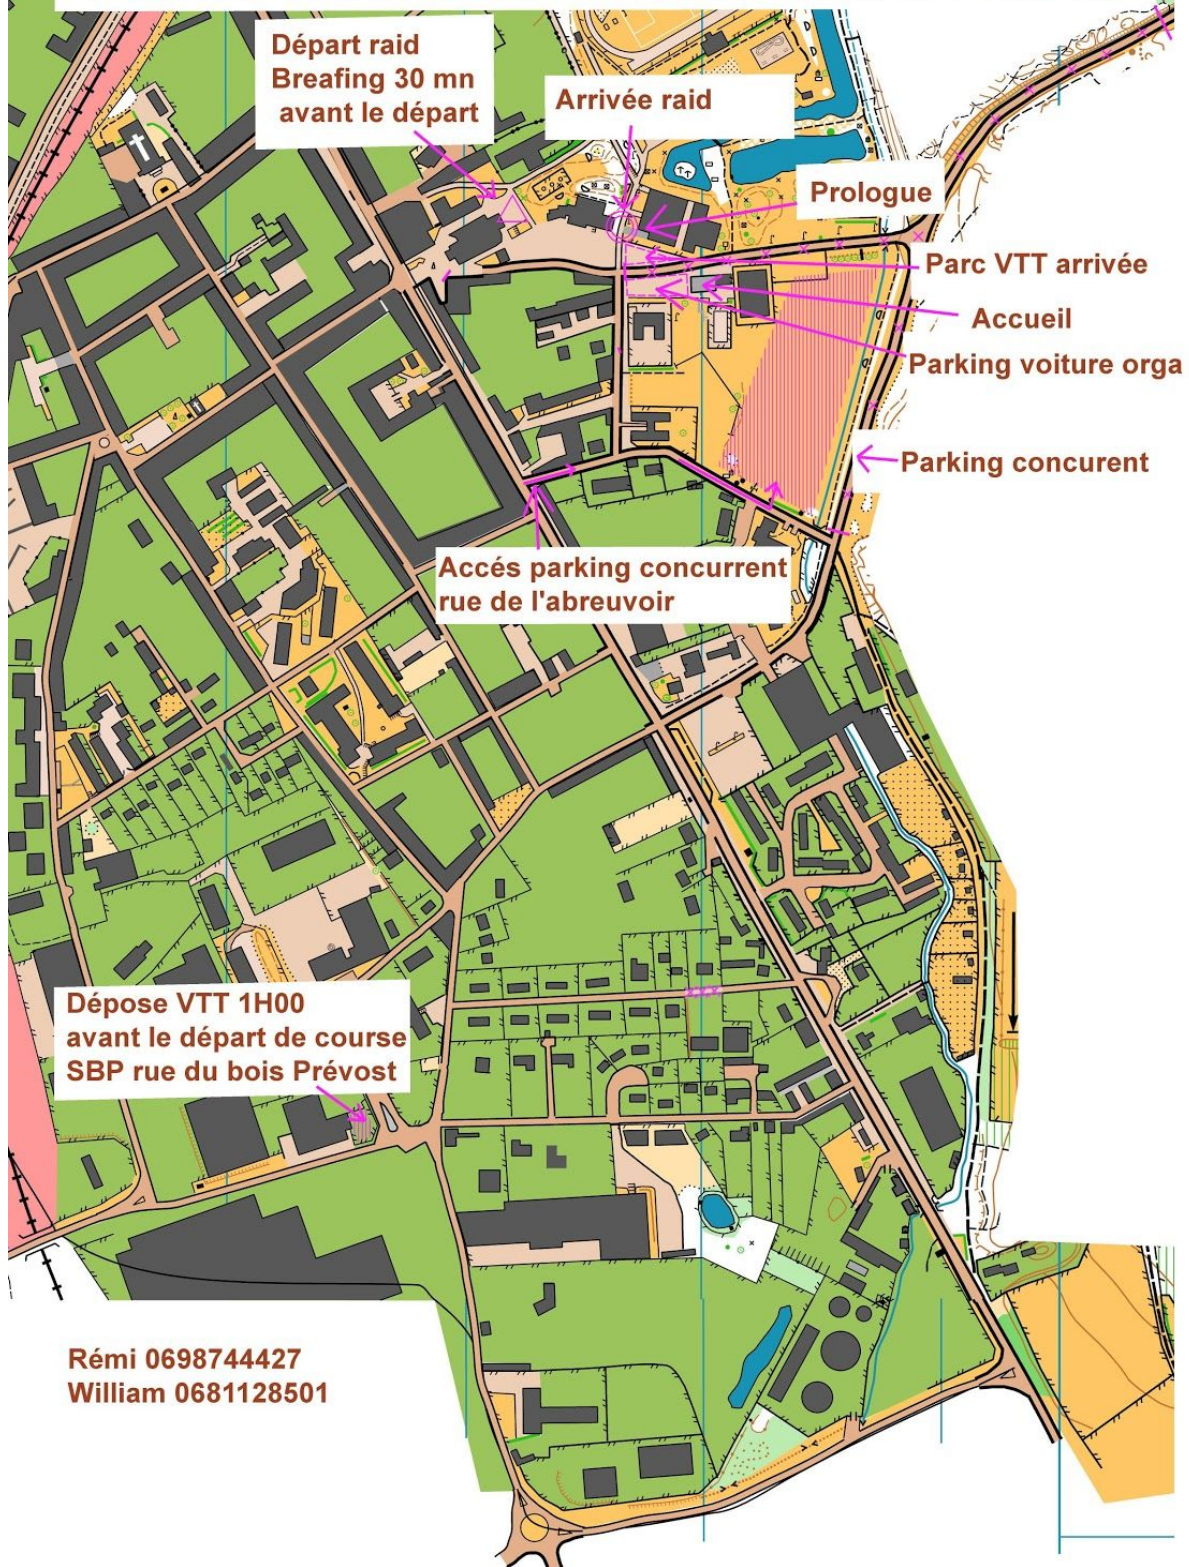 Départ raid
Breafing 30 mn
avant le départ
Arrivée raid
Prologue
Parc VTT arrivée
Accueil
Parking voiture orga
Parking concurent
Accés parking concurrent
rue de l'abreuvoir
Dépose VTT 1H00
avant le départ de course
SBP rue du bois Prévost
Rémi 0698744427
William 0681128501